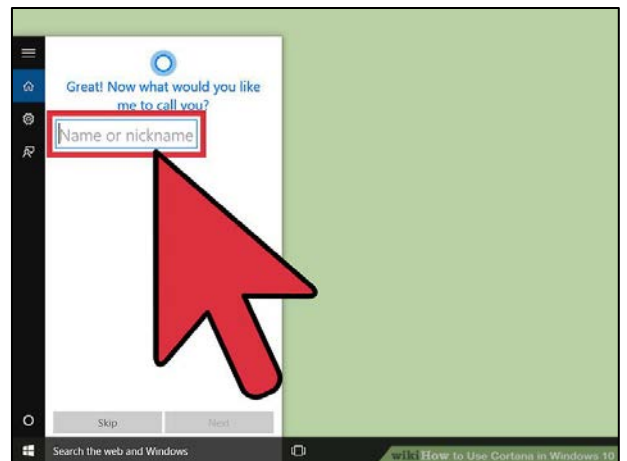 Great! Now what would you like
me to call you?
Name or nickname
Skip
Next
Search the web and Windows
wikiHow to Use Cortana in Windows 10